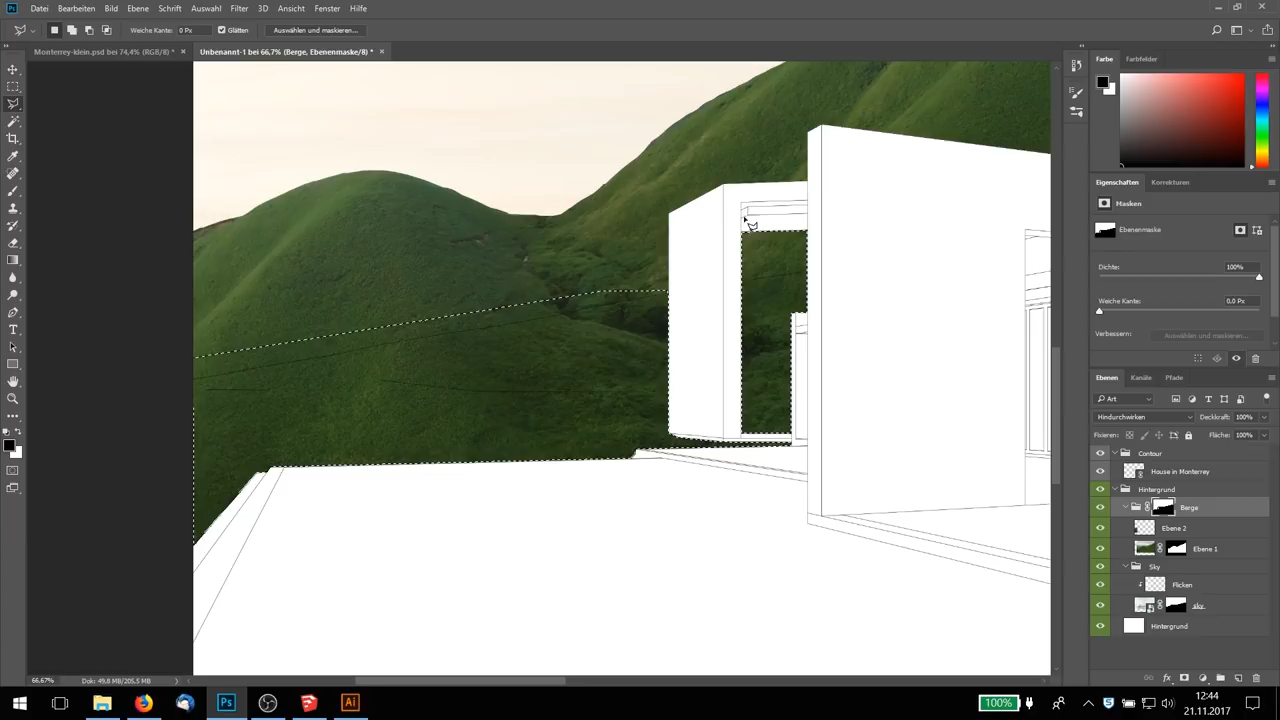 Ps Datei Bearbeiten Bild Ebene Schrift Auswahl Filter 3D Ansicht Fenster Hilfe
Weiche Kante: 0 Px Glätten Auswählen und maskieren...
Monterrey-klein.psd bei 74,4% (RGB/8) * × Unbenannt-1 bei 66,7% (Berge, Ebenenmaske/8) * ×
Farbe Farbfelder
Eigenschaften Korrekturen
Masken
Ebenenmaske
Dichte: 100%
Weiche Kante: 0,0 Px
Verbessern: Auswählen und maskieren...
Ebenen Kanäle Pfade
Art
Hindurchwirken Deckkraft: 100%
Fixieren: Fläche: 100%
Contour
House in Monterrey
Hintergrund
Berge
Ebene 2
Ebene 1
Sky
Flicken
sky
Hintergrund
66,67% Dok: 49,8 MB/205,5 MB
fx
Ps Ai 100% 12:44
21.11.2017